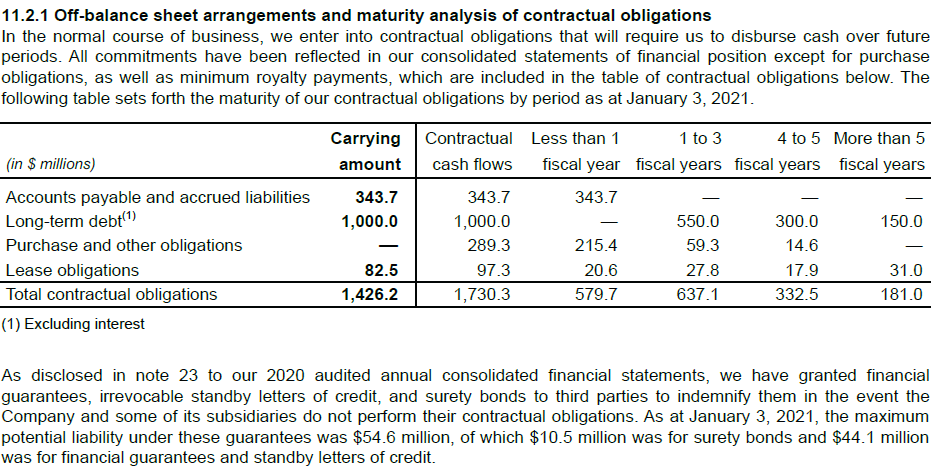 11.2.1 Off-balance sheet arrangements and maturity analysis of contractual obligations
In the normal course of business, we enter into contractual obligations that will require us to disburse cash over future
periods. All commitments have been reflected in our consolidated statements of financial position except for purchase
obligations, as well as minimum royalty payments, which are included in the table of contractual obligations below. The
following table sets forth the maturity of our contractual obligations by period as at January 3, 2021.
Carrying Contractual Less than 1 1 to 3 4 to 5 More than 5
(in $ millions) amount cash flows fiscal year fiscal years fiscal years fiscal years
Accounts payable and accrued liabilities 343.7 343.7 343.7 — — —
Long-term debt(1) 1,000.0 1,000.0 — 550.0 300.0 150.0
Purchase and other obligations — 289.3 215.4 59.3 14.6 —
Lease obligations 82.5 97.3 20.6 27.8 17.9 31.0
Total contractual obligations 1,426.2 1,730.3 579.7 637.1 332.5 181.0
(1) Excluding interest
As disclosed in note 23 to our 2020 audited annual consolidated financial statements, we have granted financial
guarantees, irrevocable standby letters of credit, and surety bonds to third parties to indemnify them in the event the
Company and some of its subsidiaries do not perform their contractual obligations. As at January 3, 2021, the maximum
potential liability under these guarantees was $54.6 million, of which $10.5 million was for surety bonds and $44.1 million
was for financial guarantees and standby letters of credit.